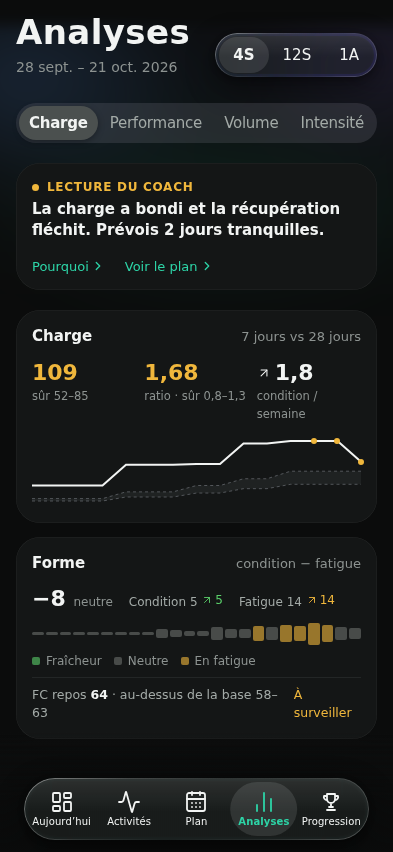 Analyses
28 sept. – 21 oct. 2026
4S 12S 1A
Charge Performance Volume Intensité
LECTURE DU COACH
La charge a bondi et la récupération
fléchit. Prévois 2 jours tranquilles.
Pourquoi Voir le plan
Charge 7 jours vs 28 jours
109 1,68 1,8
sûr 52–85 ratio · sûr 0,8–1,3 condition /
semaine
Forme condition − fatigue
−8 neutre Condition 5 5 Fatigue 14 14
Fraîcheur Neutre En fatigue
FC repos 64 · au-dessus de la base 58–
63
À
surveiller
Aujourd'hui Activités Plan Analyses Progression